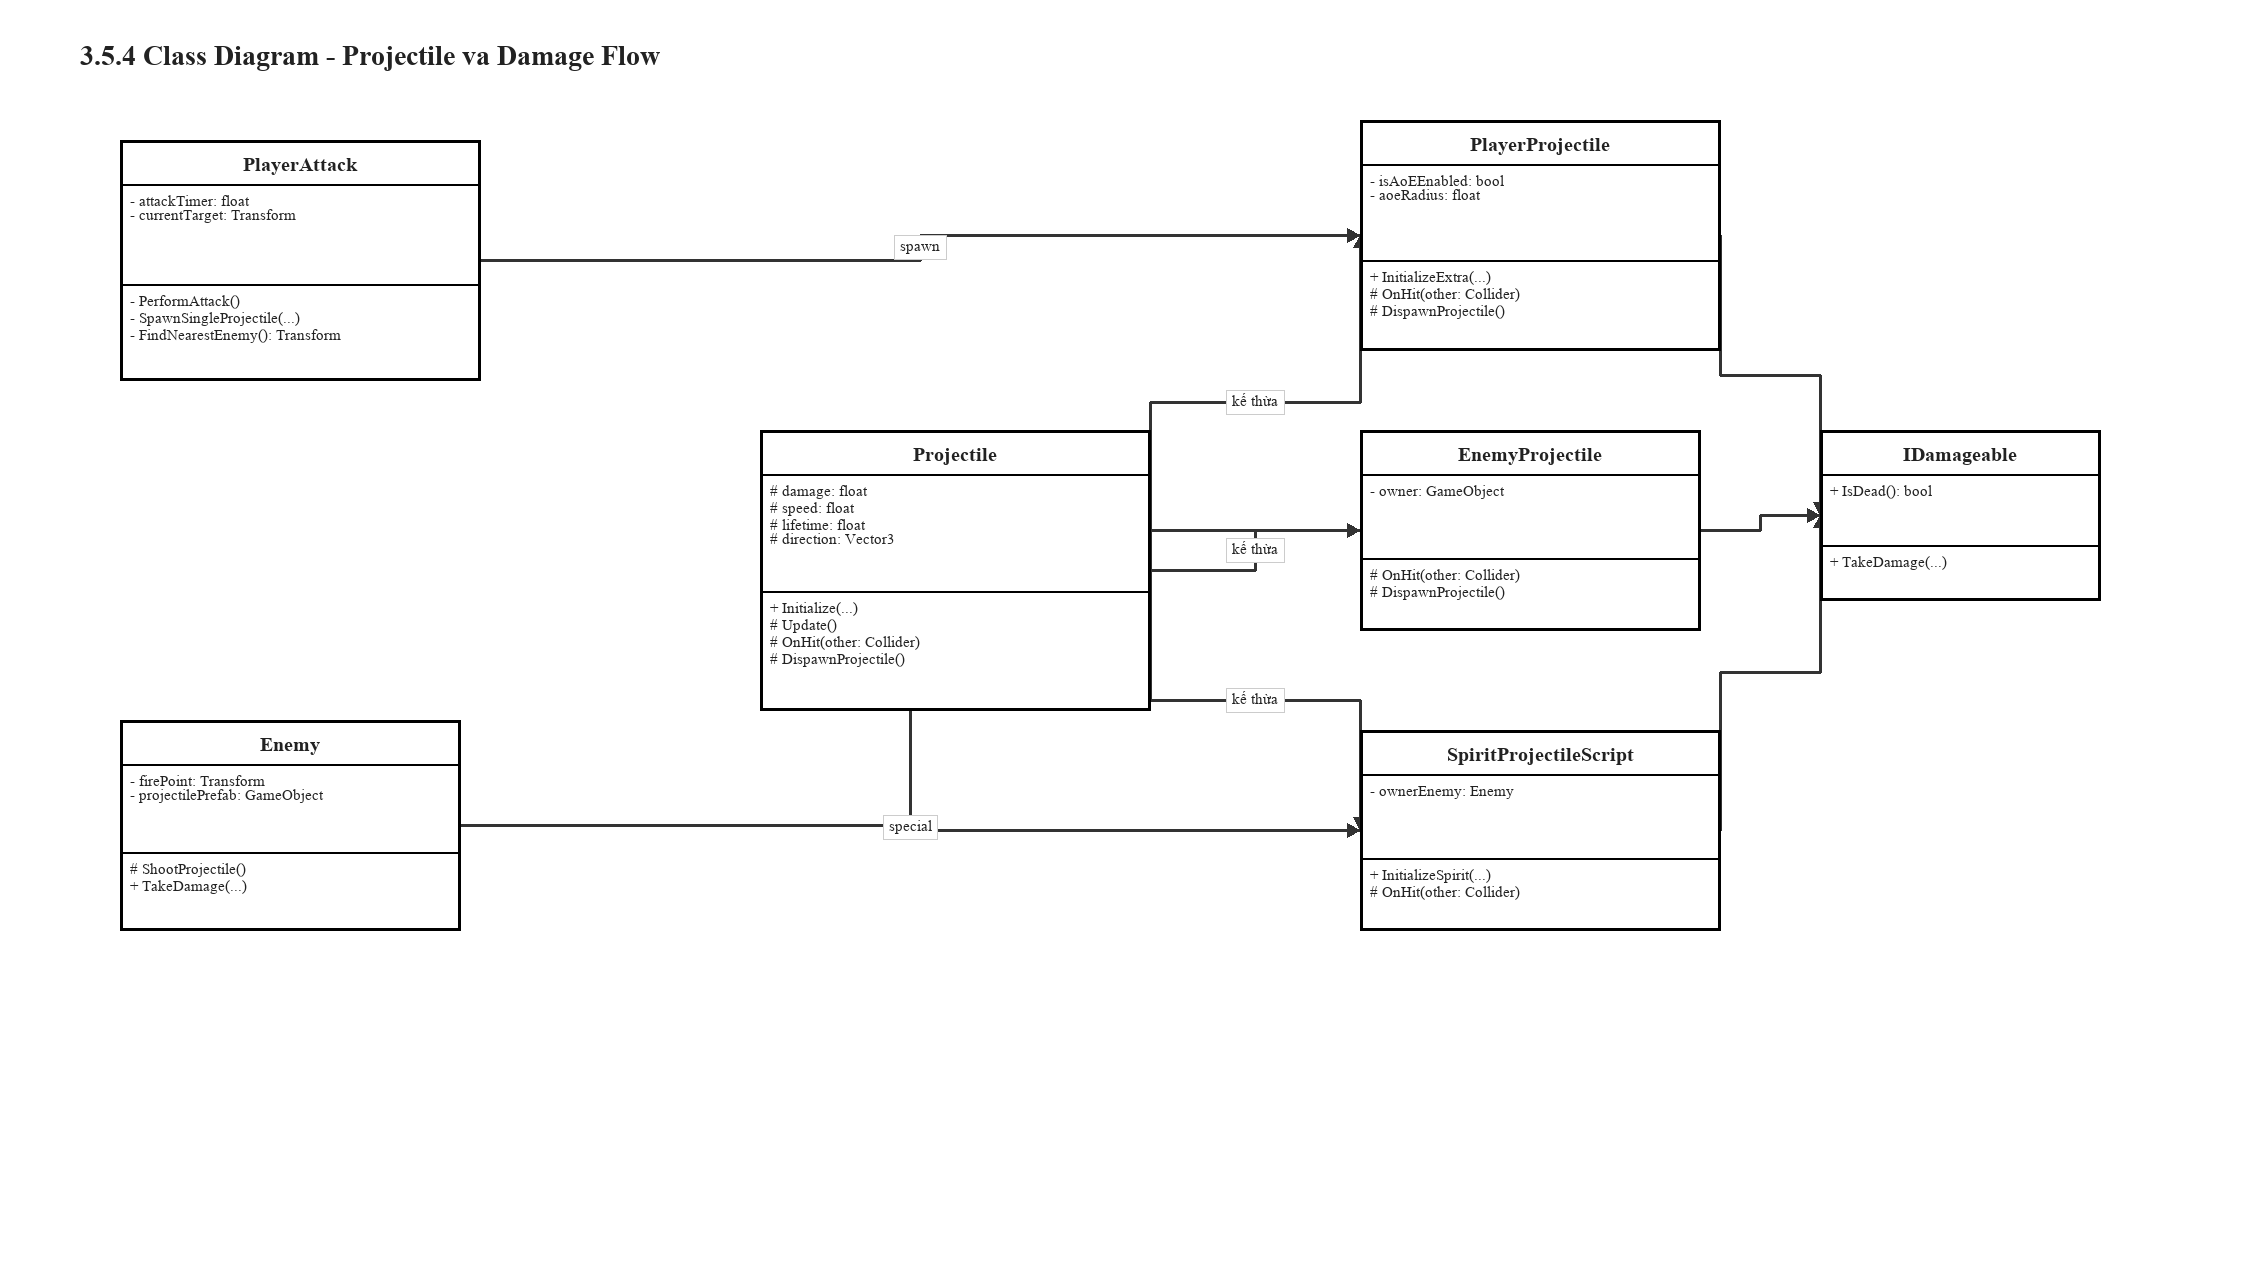 3.5.4 Class Diagram - Projectile va Damage Flow
PlayerAttack
- attackTimer: float
- currentTarget: Transform
- PerformAttack()
- SpawnSingleProjectile(...)
- FindNearestEnemy(): Transform
spawn
PlayerProjectile
- isAoEEnabled: bool
- aoeRadius: float
+ InitializeExtra(...)
# OnHit(other: Collider)
# DispawnProjectile()
kế thừa
Projectile
# damage: float
# speed: float
# lifetime: float
# direction: Vector3
+ Initialize(...)
# Update()
# OnHit(other: Collider)
# DispawnProjectile()
kế thừa
EnemyProjectile
- owner: GameObject
# OnHit(other: Collider)
# DispawnProjectile()
IDamageable
+ IsDead(): bool
+ TakeDamage(...)
kế thừa
Enemy
- firePoint: Transform
- projectilePrefab: GameObject
# ShootProjectile()
+ TakeDamage(...)
special
SpiritProjectileScript
- ownerEnemy: Enemy
+ InitializeSpirit(...)
# OnHit(other: Collider)